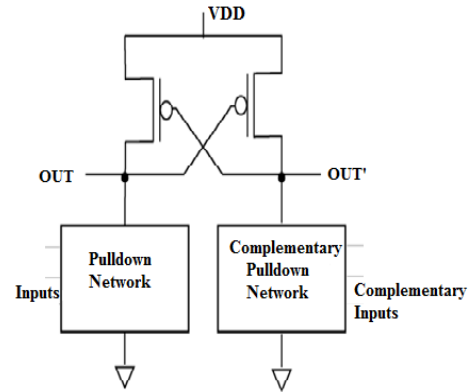 VDD
OUT
OUT'
Pulldown
Network
Complementary
Pulldown
Network
Inputs
Complementary
Inputs